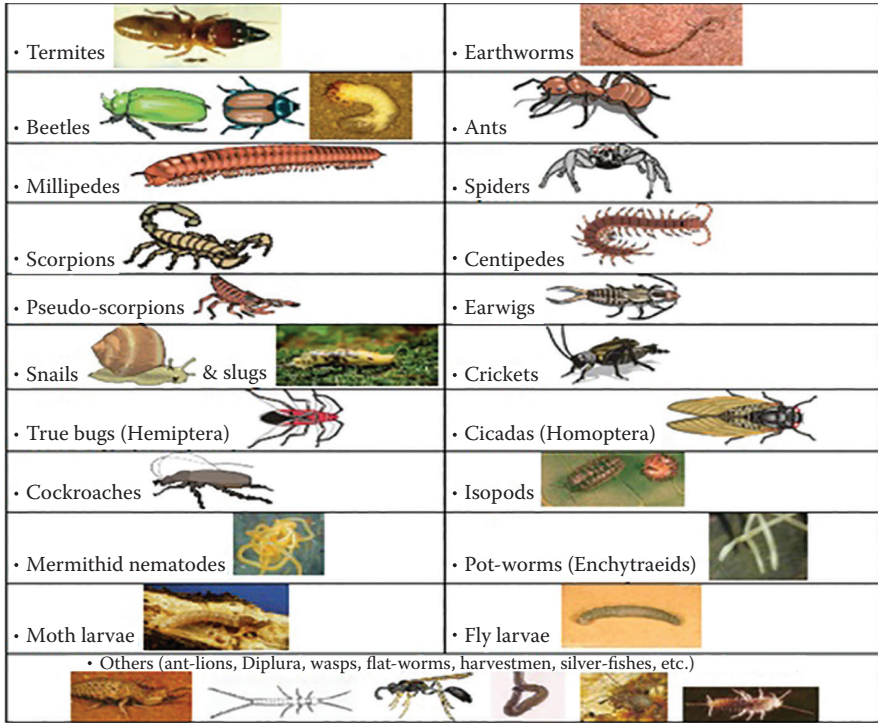 • Termites
• Earthworms
• Beetles
• Ants
• Millipedes
• Spiders
• Scorpions
• Centipedes
• Pseudo-scorpions
• Earwigs
• Snails & slugs
• Crickets
• True bugs (Hemiptera)
• Cicadas (Homoptera)
• Cockroaches
• Isopods
• Mermithid nematodes
• Pot-worms (Enchytraeids)
• Moth larvae
• Fly larvae
• Others (ant-lions, Diplura, wasps, flat-worms, harvestmen, silver-fishes, etc.)